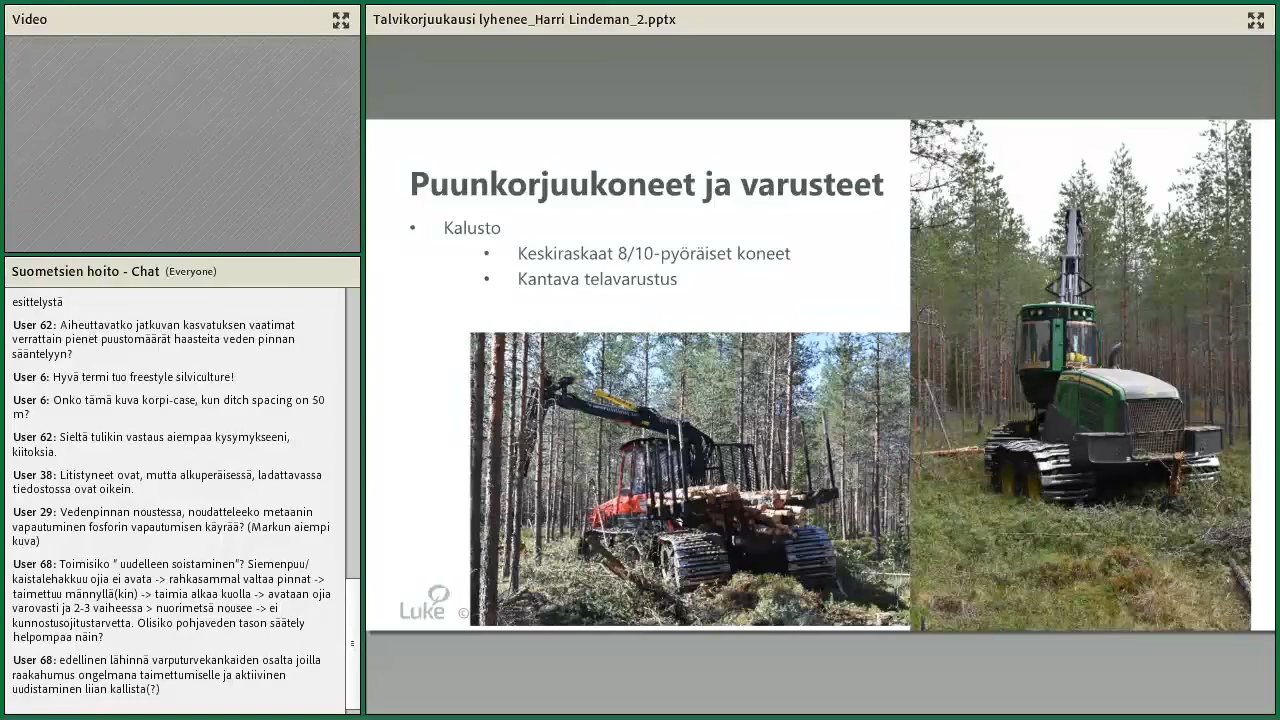 Video
Talvikorjuukausi lyhenee_Harri Lindeman_2.pptx
Suometsien hoito - Chat (Everyone)
esittelystä
User 62: Aiheuttavatko jatkuvan kasvatuksen vaatimat
verrattain pienet puustomäärät haasteita veden pinnan
sääntelyyn?
User 6: Hyvä termi tuo freestyle silviculture!
User 6: Onko tämä kuva korpi-case, kun ditch spacing on 50
m?
User 62: Sieltä tulikin vastaus aiempaa kysymykseeni,
kiitoksia.
User 38: Litistyneet ovat, mutta alkuperäisessä, ladattavassa
tiedostossa ovat oikein.
User 29: Vedenpinnan noustessa, noudatteleeko metaanin
vapautuminen fosforin vapautumisen käyrää? (Markun aiempi
kuva)
User 68: Toimisiko " uudelleen soistaminen"? Siemenpuu/
kaistalehakkuu ojia ei avata -> rahkasammal valtaa pinnat ->
taimettuu männyllä(kin) -> taimia alkaa kuolla -> avataan ojia
varovasti ja 2-3 vaiheessa > nuorimetsä nousee -> ei
kunnostusojitustarvetta. Olisiko pohjaveden tason säätely
helpompaa näin?
User 68: edellinen lähinnä varputurvekankaiden osalta joilla
raakahumus ongelmana taimettumiselle ja aktiivinen
uudistaminen liian kallista(?)
Puunkorjuukoneet ja varusteet
• Kalusto
• Keskiraskaat 8/10-pyöräiset koneet
• Kantava telavarustus
Luke ©